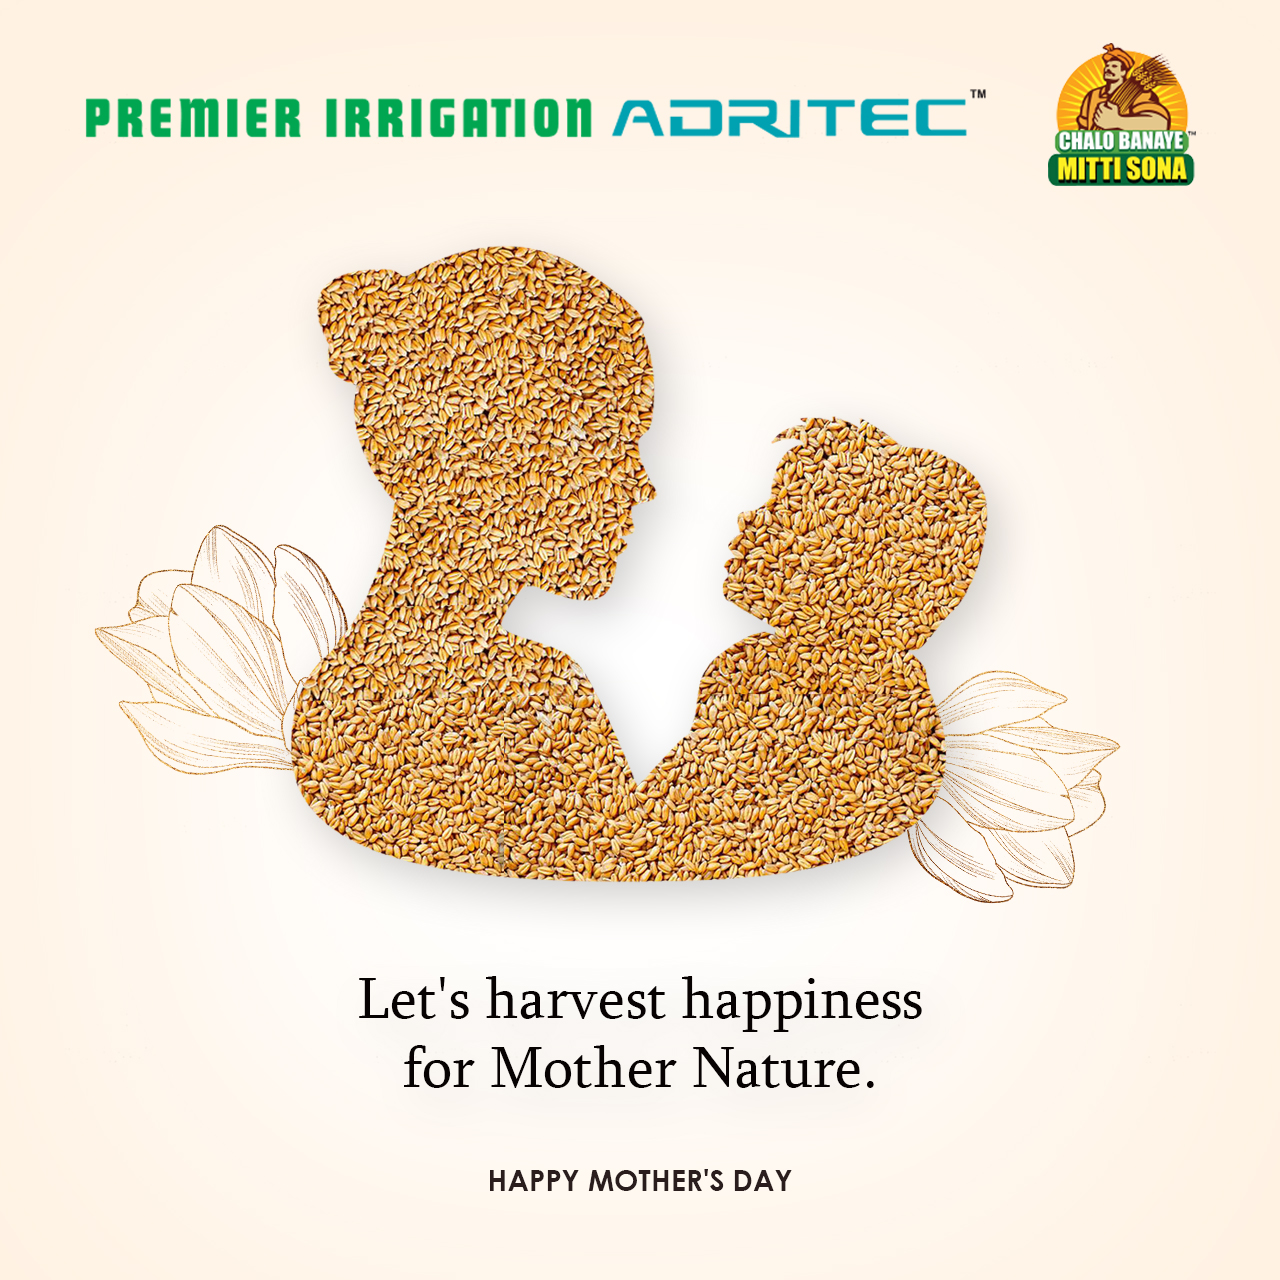 PREMIER IRRIGATION ADRITEC™
CHALO BANAYE™
MITTI SONA
Let's harvest happiness
for Mother Nature.
HAPPY MOTHER'S DAY